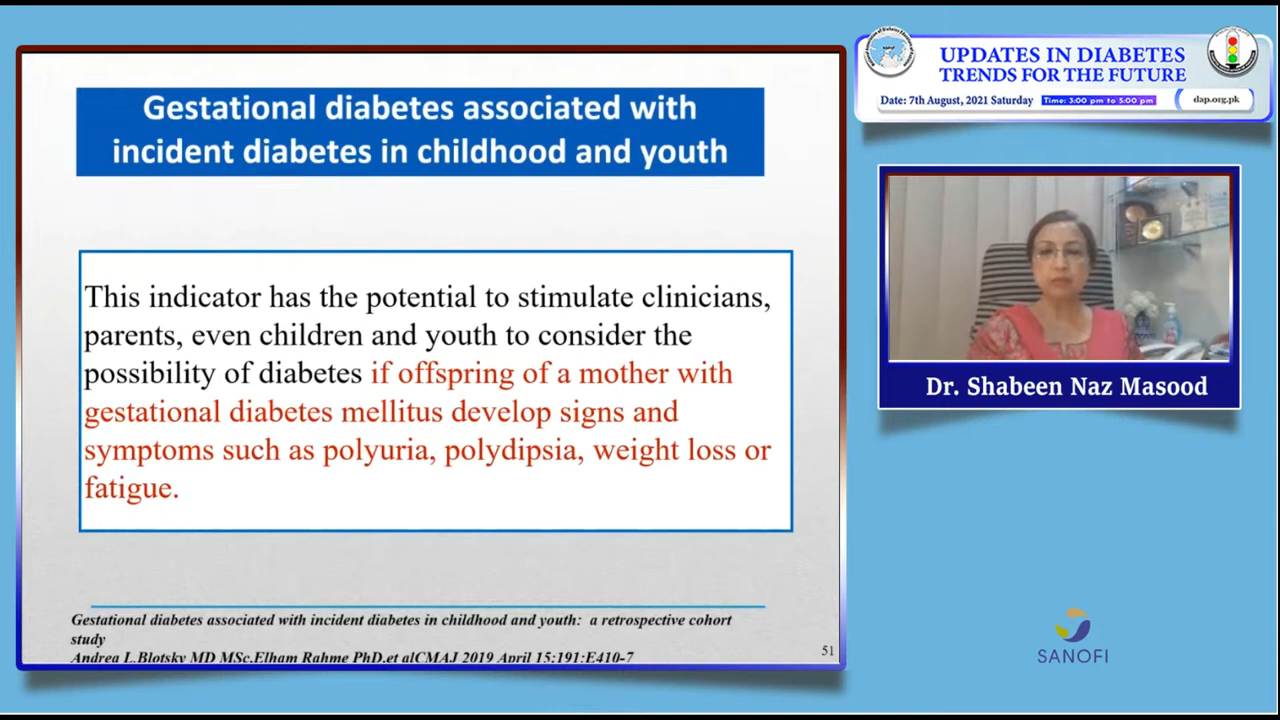 Gestational diabetes associated with
incident diabetes in childhood and youth
This indicator has the potential to stimulate clinicians,
parents, even children and youth to consider the
possibility of diabetes if offspring of a mother with
gestational diabetes mellitus develop signs and
symptoms such as polyuria, polydipsia, weight loss or
fatigue.
Gestational diabetes associated with incident diabetes in childhood and youth: a retrospective cohort
study
Andrea L.Blotsky MD MSc.Elham Rahme PhD.et alCMAJ 2019 April 15;191:E410-7
51
UPDATES IN DIABETES
TRENDS FOR THE FUTURE
Date: 7th August, 2021 Saturday Time: 3:00 pm to 5:00 pm dap.org.pk
Dr. Shabeen Naz Masood
SANOFI